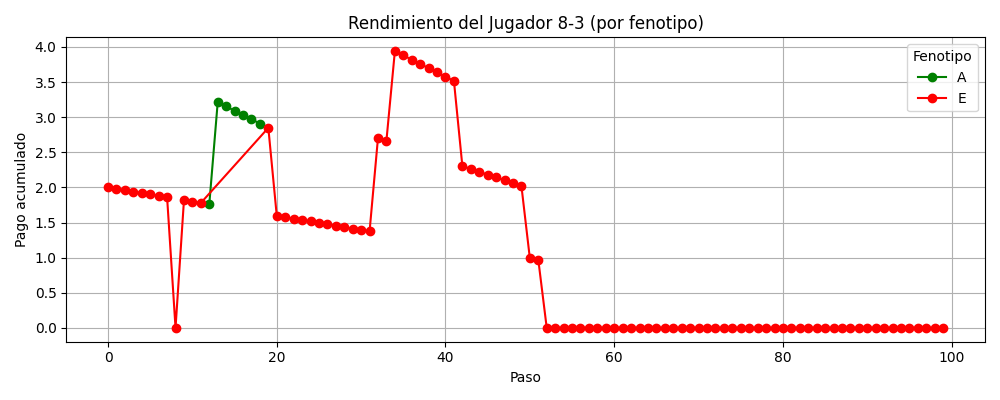 Rendimiento del Jugador 8-3 (por fenotipo)
Pago acumulado
4.0
3.5
3.0
2.5
2.0
1.5
1.0
0.5
0.0
Fenotipo
A
E
0 20 40 60 80 100
Paso